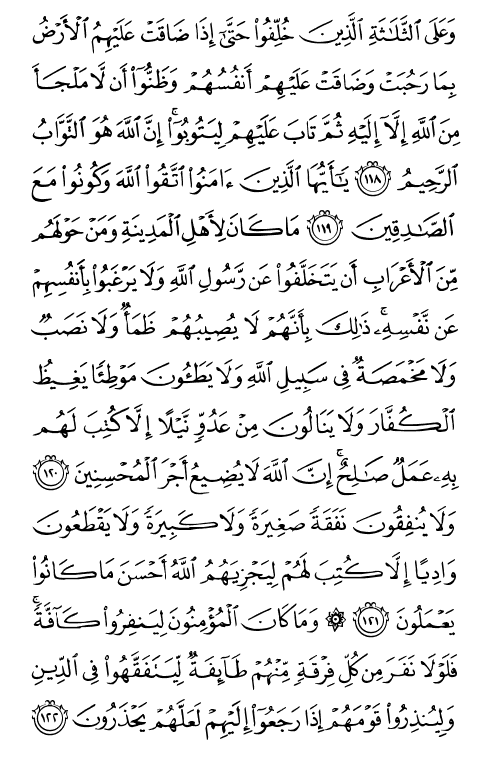 وَعَلَى ٱلثَّلَٰثَةِ ٱلَّذِينَ خُلِّفُوا۟ حَتَّىٰٓ إِذَا ضَاقَتْ عَلَيْهِمُ ٱلْأَرْضُ
بِمَا رَحُبَتْ وَضَاقَتْ عَلَيْهِمْ أَنفُسُهُمْ وَظَنُّوٓا۟ أَن لَّا مَلْجَأَ
مِنَ ٱللَّهِ إِلَّآ إِلَيْهِ ثُمَّ تَابَ عَلَيْهِمْ لِيَتُوبُوٓا۟ ۚ إِنَّ ٱللَّهَ هُوَ ٱلتَّوَّابُ
ٱلرَّحِيمُ ١١٨ يَٰٓأَيُّهَا ٱلَّذِينَ ءَامَنُوا۟ ٱتَّقُوا۟ ٱللَّهَ وَكُونُوا۟ مَعَ
ٱلصَّٰدِقِينَ ١١٩ مَا كَانَ لِأَهْلِ ٱلْمَدِينَةِ وَمَنْ حَوْلَهُم
مِّنَ ٱلْأَعْرَابِ أَن يَتَخَلَّفُوا۟ عَن رَّسُولِ ٱللَّهِ وَلَا يَرْغَبُوا۟ بِأَنفُسِهِمْ
عَن نَّفْسِهِۦ ۚ ذَٰلِكَ بِأَنَّهُمْ لَا يُصِيبُهُمْ ظَمَأٌ وَلَا نَصَبٌ
وَلَا مَخْمَصَةٌ فِى سَبِيلِ ٱللَّهِ وَلَا يَطَـُٔونَ مَوْطِئًا يَغِيظُ
ٱلْكُفَّارَ وَلَا يَنَالُونَ مِنْ عَدُوٍّ نَّيْلًا إِلَّا كُتِبَ لَهُم
بِهِۦ عَمَلٌ صَٰلِحٌ ۚ إِنَّ ٱللَّهَ لَا يُضِيعُ أَجْرَ ٱلْمُحْسِنِينَ ١٢٠
وَلَا يُنفِقُونَ نَفَقَةً صَغِيرَةً وَلَا كَبِيرَةً وَلَا يَقْطَعُونَ
وَادِيًا إِلَّا كُتِبَ لَهُمْ لِيَجْزِيَهُمُ ٱللَّهُ أَحْسَنَ مَا كَانُوا۟
يَعْمَلُونَ ١٢١ ۞ وَمَا كَانَ ٱلْمُؤْمِنُونَ لِيَنفِرُوا۟ كَآفَّةً ۚ
فَلَوْلَا نَفَرَ مِن كُلِّ فِرْقَةٍ مِّنْهُمْ طَآئِفَةٌ لِّيَتَفَقَّهُوا۟ فِى ٱلدِّينِ
وَلِيُنذِرُوا۟ قَوْمَهُمْ إِذَا رَجَعُوٓا۟ إِلَيْهِمْ لَعَلَّهُمْ يَحْذَرُونَ ١٢٢